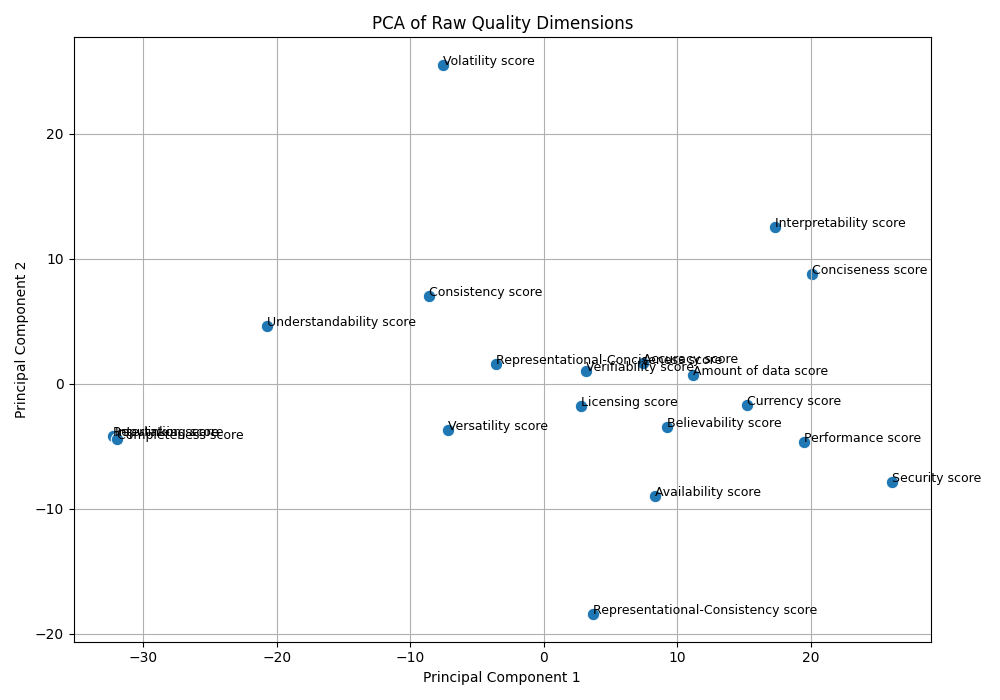 PCA of Raw Quality Dimensions
Volatility score
20
Interpretability score
10
Conciseness score
Consistency score
Understandability score
Representational-Conciseness score
Accuracy score
Verifiability score
Amount of data score
0
Currency score
Licensing score
Believability score
Versatility score
Completeness score
Performance score
Security score
Availability score
−10
Representational-Consistency score
−20
−30
−20
−10
0
10
20
Principal Component 1
Principal Component 2